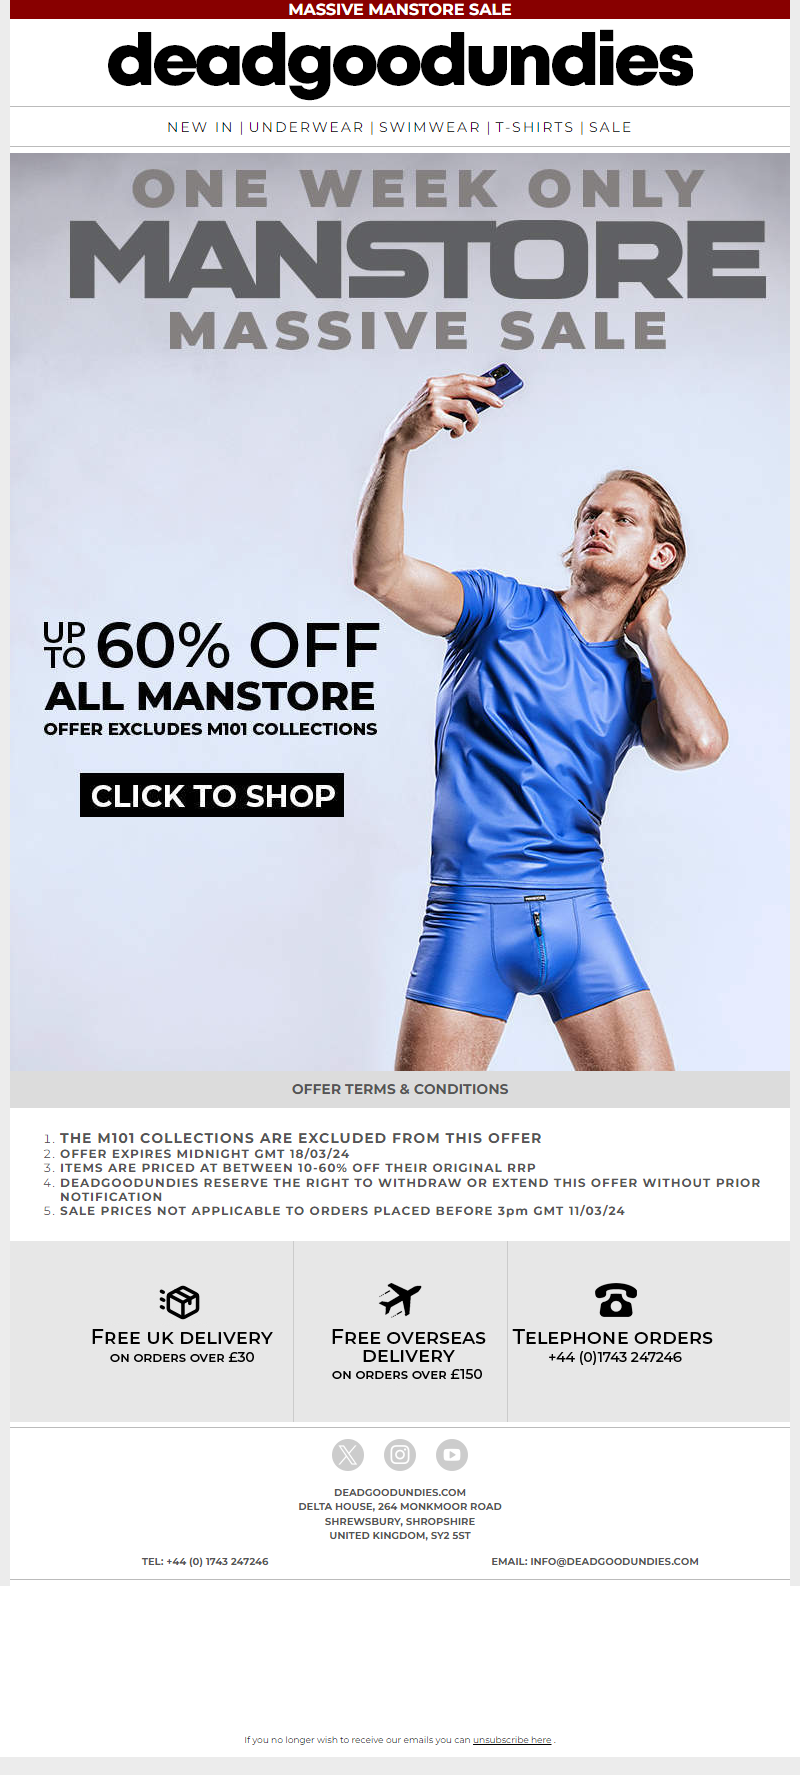 MASSIVE MANSTORE SALE
deadgoodundies
NEW IN | UNDERWEAR | SWIMWEAR | T-SHIRTS | SALE
ONE WEEK ONLY
MANSTORE
MASSIVE SALE
UP TO 60% OFF
ALL MANSTORE
OFFER EXCLUDES M101 COLLECTIONS
CLICK TO SHOP
OFFER TERMS & CONDITIONS
1. THE M101 COLLECTIONS ARE EXCLUDED FROM THIS OFFER
2. OFFER EXPIRES MIDNIGHT GMT 18/03/24
3. ITEMS ARE PRICED AT BETWEEN 10-60% OFF THEIR ORIGINAL RRP
4. DEADGOODUNDIES RESERVE THE RIGHT TO WITHDRAW OR EXTEND THIS OFFER WITHOUT PRIOR
NOTIFICATION
5. SALE PRICES NOT APPLICABLE TO ORDERS PLACED BEFORE 3pm GMT 11/03/24
FREE UK DELIVERY
ON ORDERS OVER £30
FREE OVERSEAS
DELIVERY
ON ORDERS OVER £150
TELEPHONE ORDERS
+44 (0)1743 247246
DEADGOODUNDIES.COM
DELTA HOUSE, 264 MONKMOOR ROAD
SHREWSBURY, SHROPSHIRE
UNITED KINGDOM, SY2 5ST
TEL: +44 (0) 1743 247246
EMAIL: INFO@DEADGOODUNDIES.COM
If you no longer wish to receive our emails you can unsubscribe here .